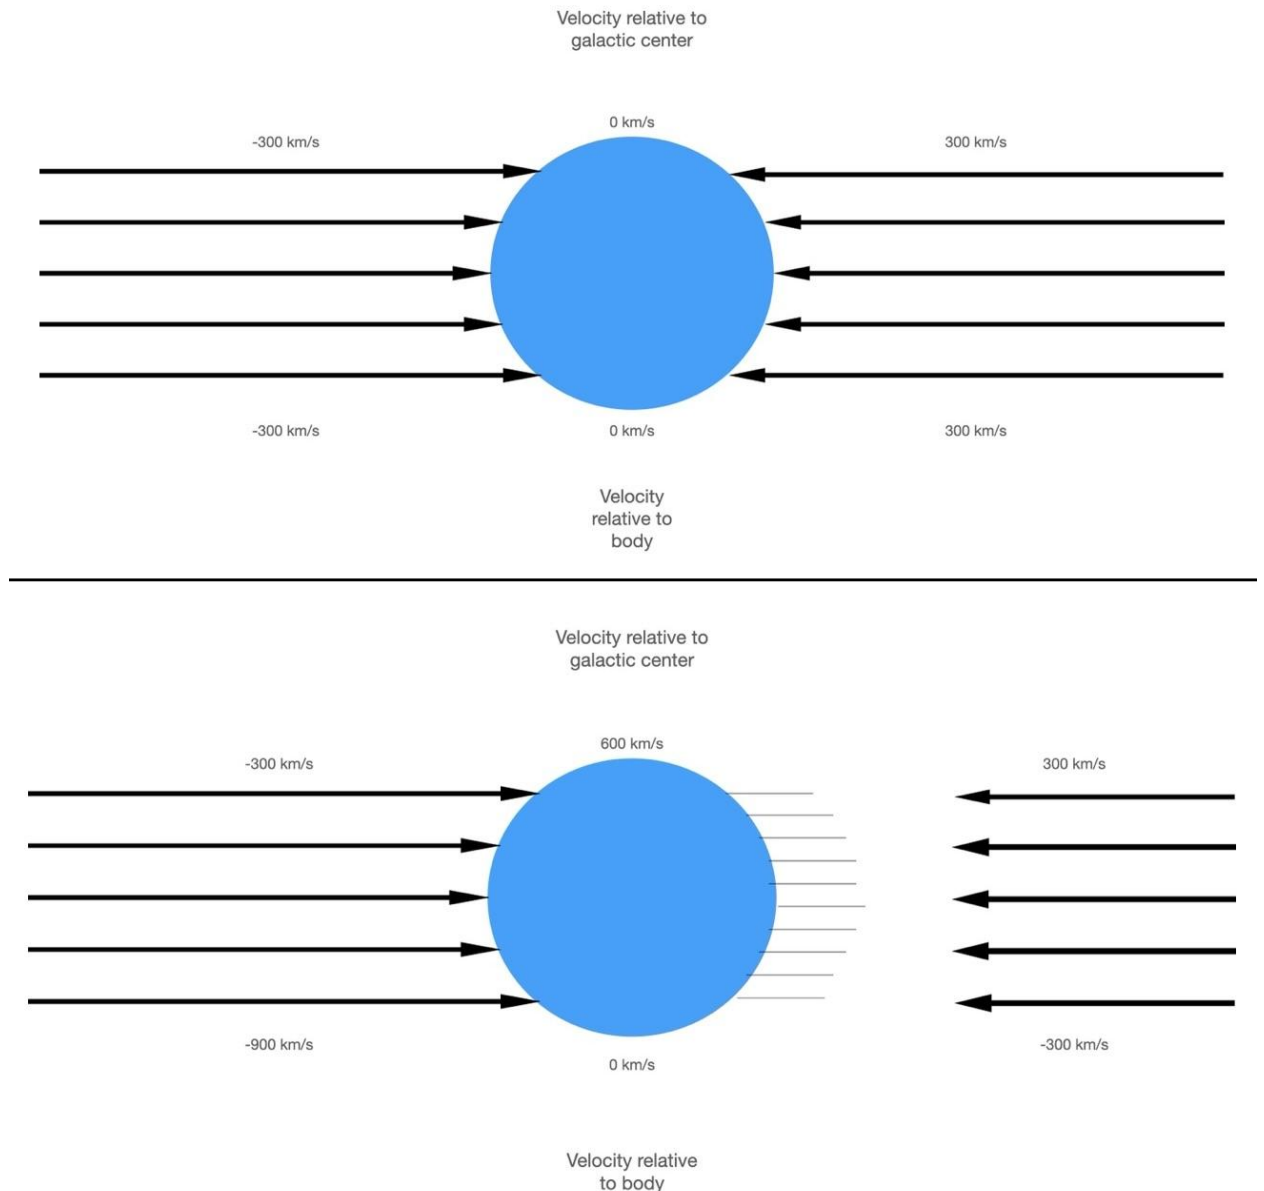 Velocity relative to
galactic center
0 km/s
-300 km/s
300 km/s
-300 km/s
0 km/s
300 km/s
Velocity
relative to
body
Velocity relative to
galactic center
600 km/s
-300 km/s
300 km/s
-900 km/s
-300 km/s
0 km/s
Velocity relative
to body